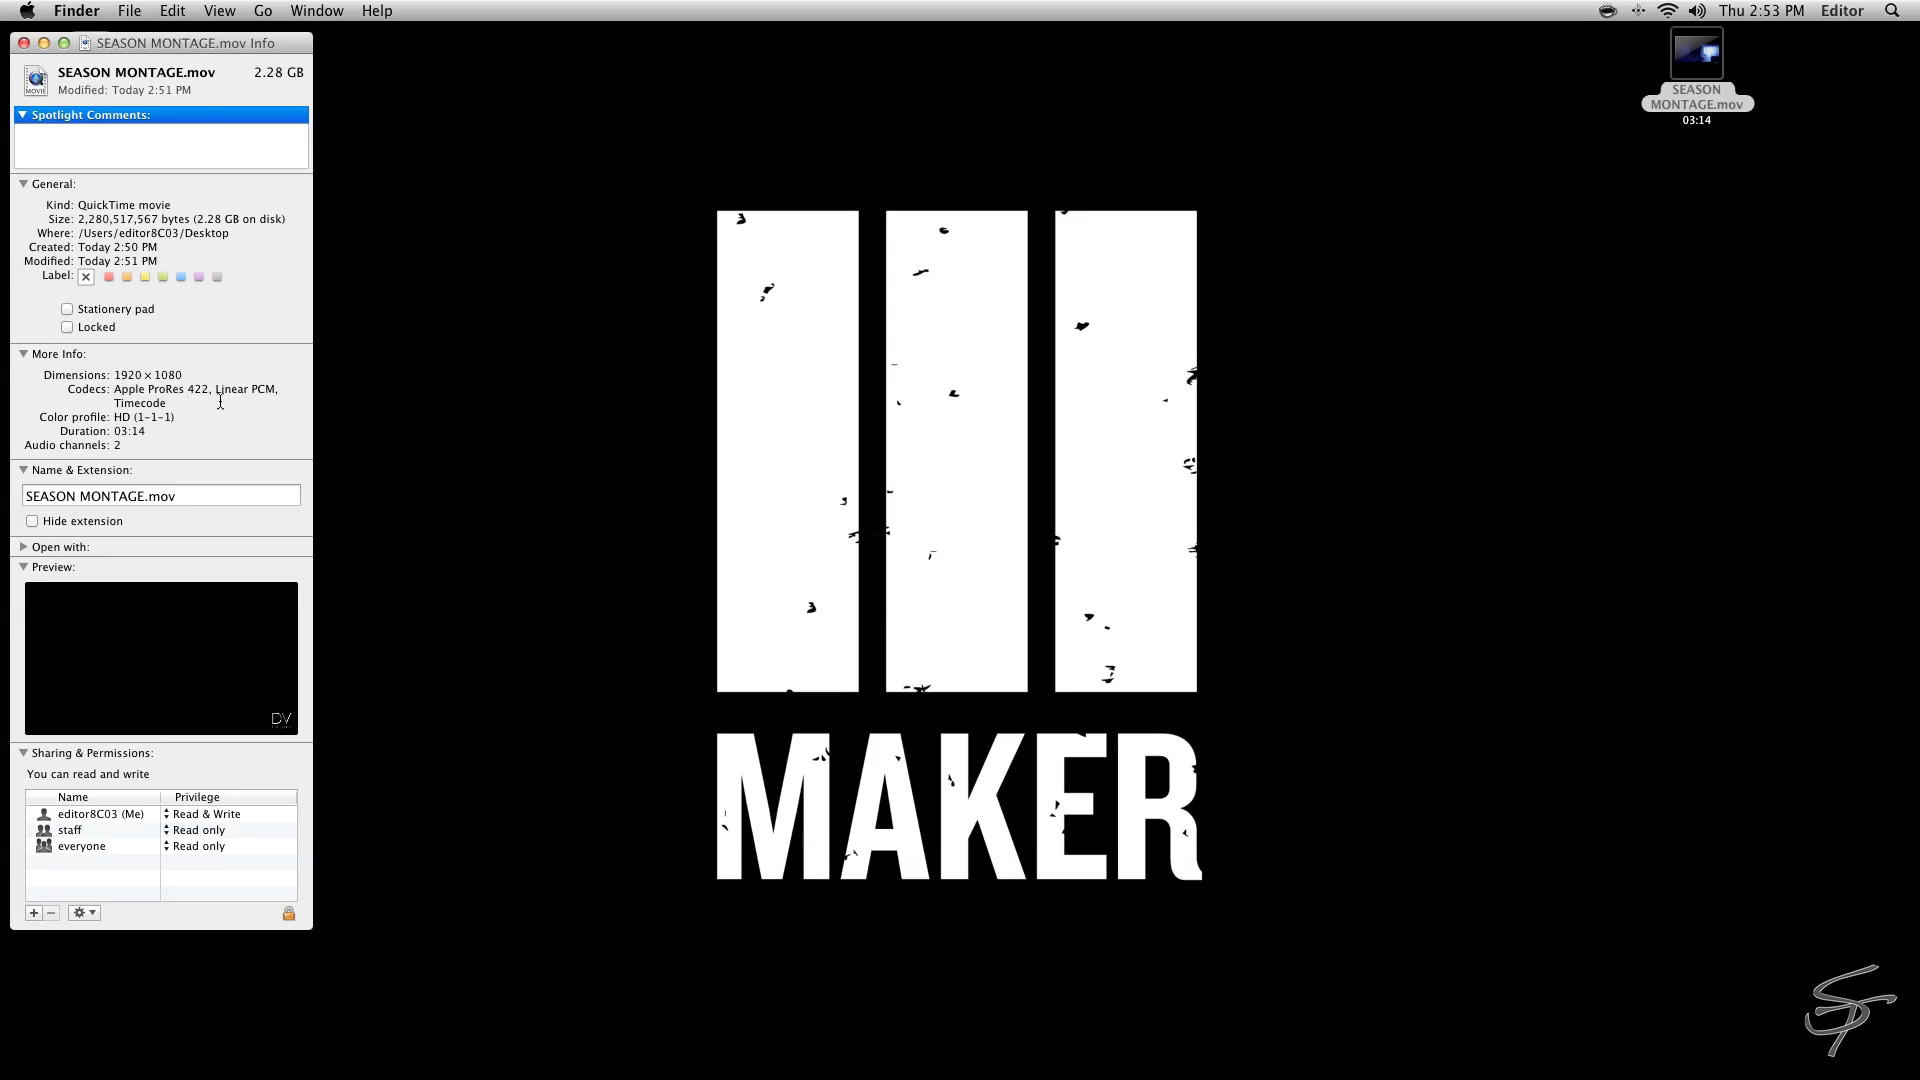 Finder File Edit View Go Window Help
Thu 2:53 PM Editor
SEASON MONTAGE.mov Info
SEASON MONTAGE.mov 2.28 GB
Modified: Today 2:51 PM
Spotlight Comments:
General:
Kind: QuickTime movie
Size: 2,280,517,567 bytes (2.28 GB on disk)
Where: /Users/editor8C03/Desktop
Created: Today 2:50 PM
Modified: Today 2:51 PM
Label:
Stationery pad
Locked
More Info:
Dimensions: 1920 × 1080
Codecs: Apple ProRes 422, Linear PCM,
Timecode
Color profile: HD (1-1-1)
Duration: 03:14
Audio channels: 2
Name & Extension:
SEASON MONTAGE.mov
Hide extension
Open with:
Preview:
DV
Sharing & Permissions:
You can read and write
Name Privilege
editor8C03 (Me) Read & Write
staff Read only
everyone Read only
SEASON
MONTAGE.mov
03:14
MAKER